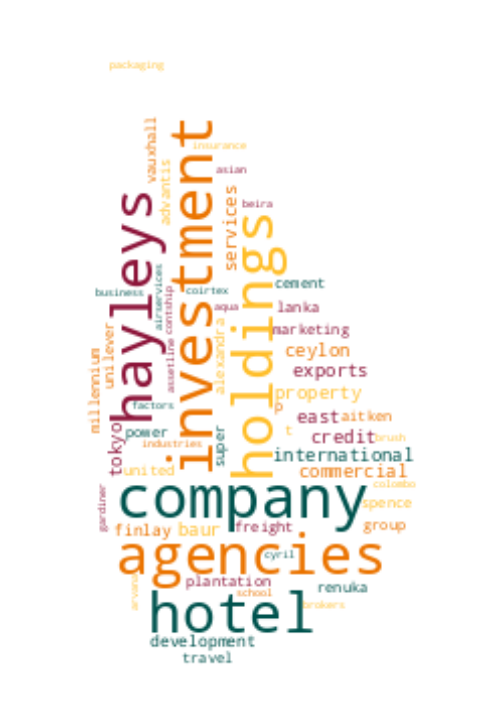 packaging
vauxhall
investment
insurance
advantis
asian
hayleys
services
beira
holdings
airservices
business
coirtex
cement
assetline
contship
aqua
lanka
unilever
alexandra
marketing
millennium
ceylon
exports
property
factors
p
east
aitken
tokyo
power
super
t
credit
brush
industries
international
united
commercial
colombo
gardiner
company
spence
finlay
baur
freight
group
agencies
cyril
plantation
renuka
school
hotel
brokers
development
travel